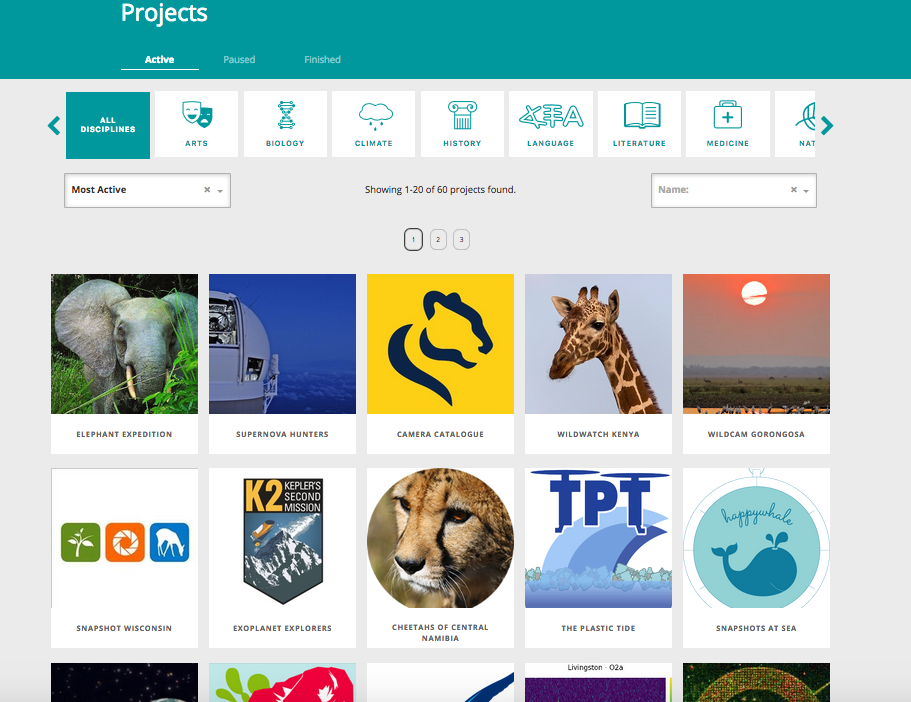 Projects
Active
Paused
Finished
ALL
DISCIPLINES
ARTS
BIOLOGY
CLIMATE
HISTORY
LANGUAGE
LITERATURE
MEDICINE
NAT
Most Active
Showing 1-20 of 60 projects found.
Name:
1
2
3
K2
KEPLER'S
SECOND
MISSION
TPT
happywhale
ELEPHANT EXPEDITION
SUPERNOVA HUNTERS
CAMERA CATALOGUE
WILDWATCH KENYA
WILDCAM GORONGOSA
SNAPSHOT WISCONSIN
EXOPLANET EXPLORERS
CHEETAHS OF CENTRAL
NAMIBIA
THE PLASTIC TIDE
SNAPSHOTS AT SEA
Livingston - O2a